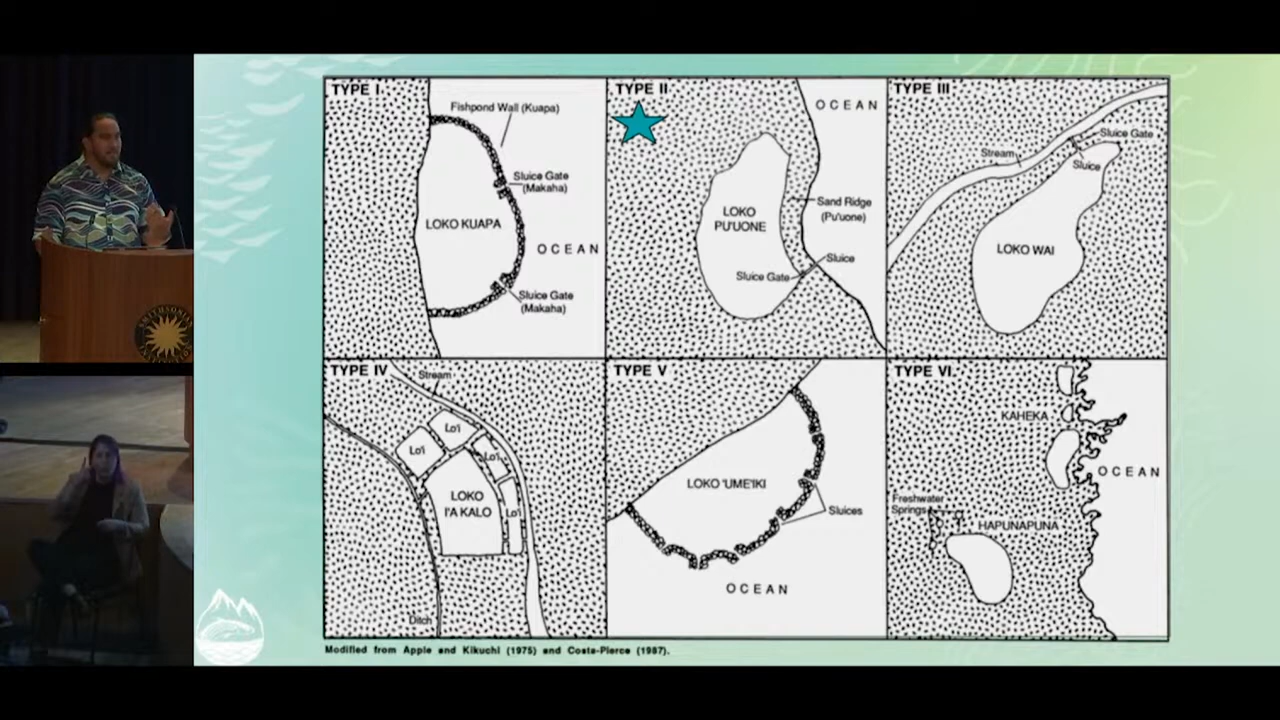 TYPE I
Fishpond Wall (Kuapa)
Sluice Gate
(Makaha)
LOKO KUAPA
OCEAN
Sluice Gate
(Makaha)
TYPE II
OCEAN
LOKO
PU'UONE
Sand Ridge
(Pu'uone)
Sluice
Sluice Gate
TYPE III
Sluice Gate
Stream
Sluice
LOKO WAI
TYPE IV
Stream
Lo'i
Lo'i
Lo'i
LOKO
I'A KALO
Lo'i
Ditch
TYPE V
LOKO 'UME'IKI
Sluices
OCEAN
TYPE VI
KAHEKA
OCEAN
Freshwater
Springs
HAPUNAPUNA
Modified from Apple and Kikuchi (1975) and Costa-Pierce (1987).
SMITHSONIAN